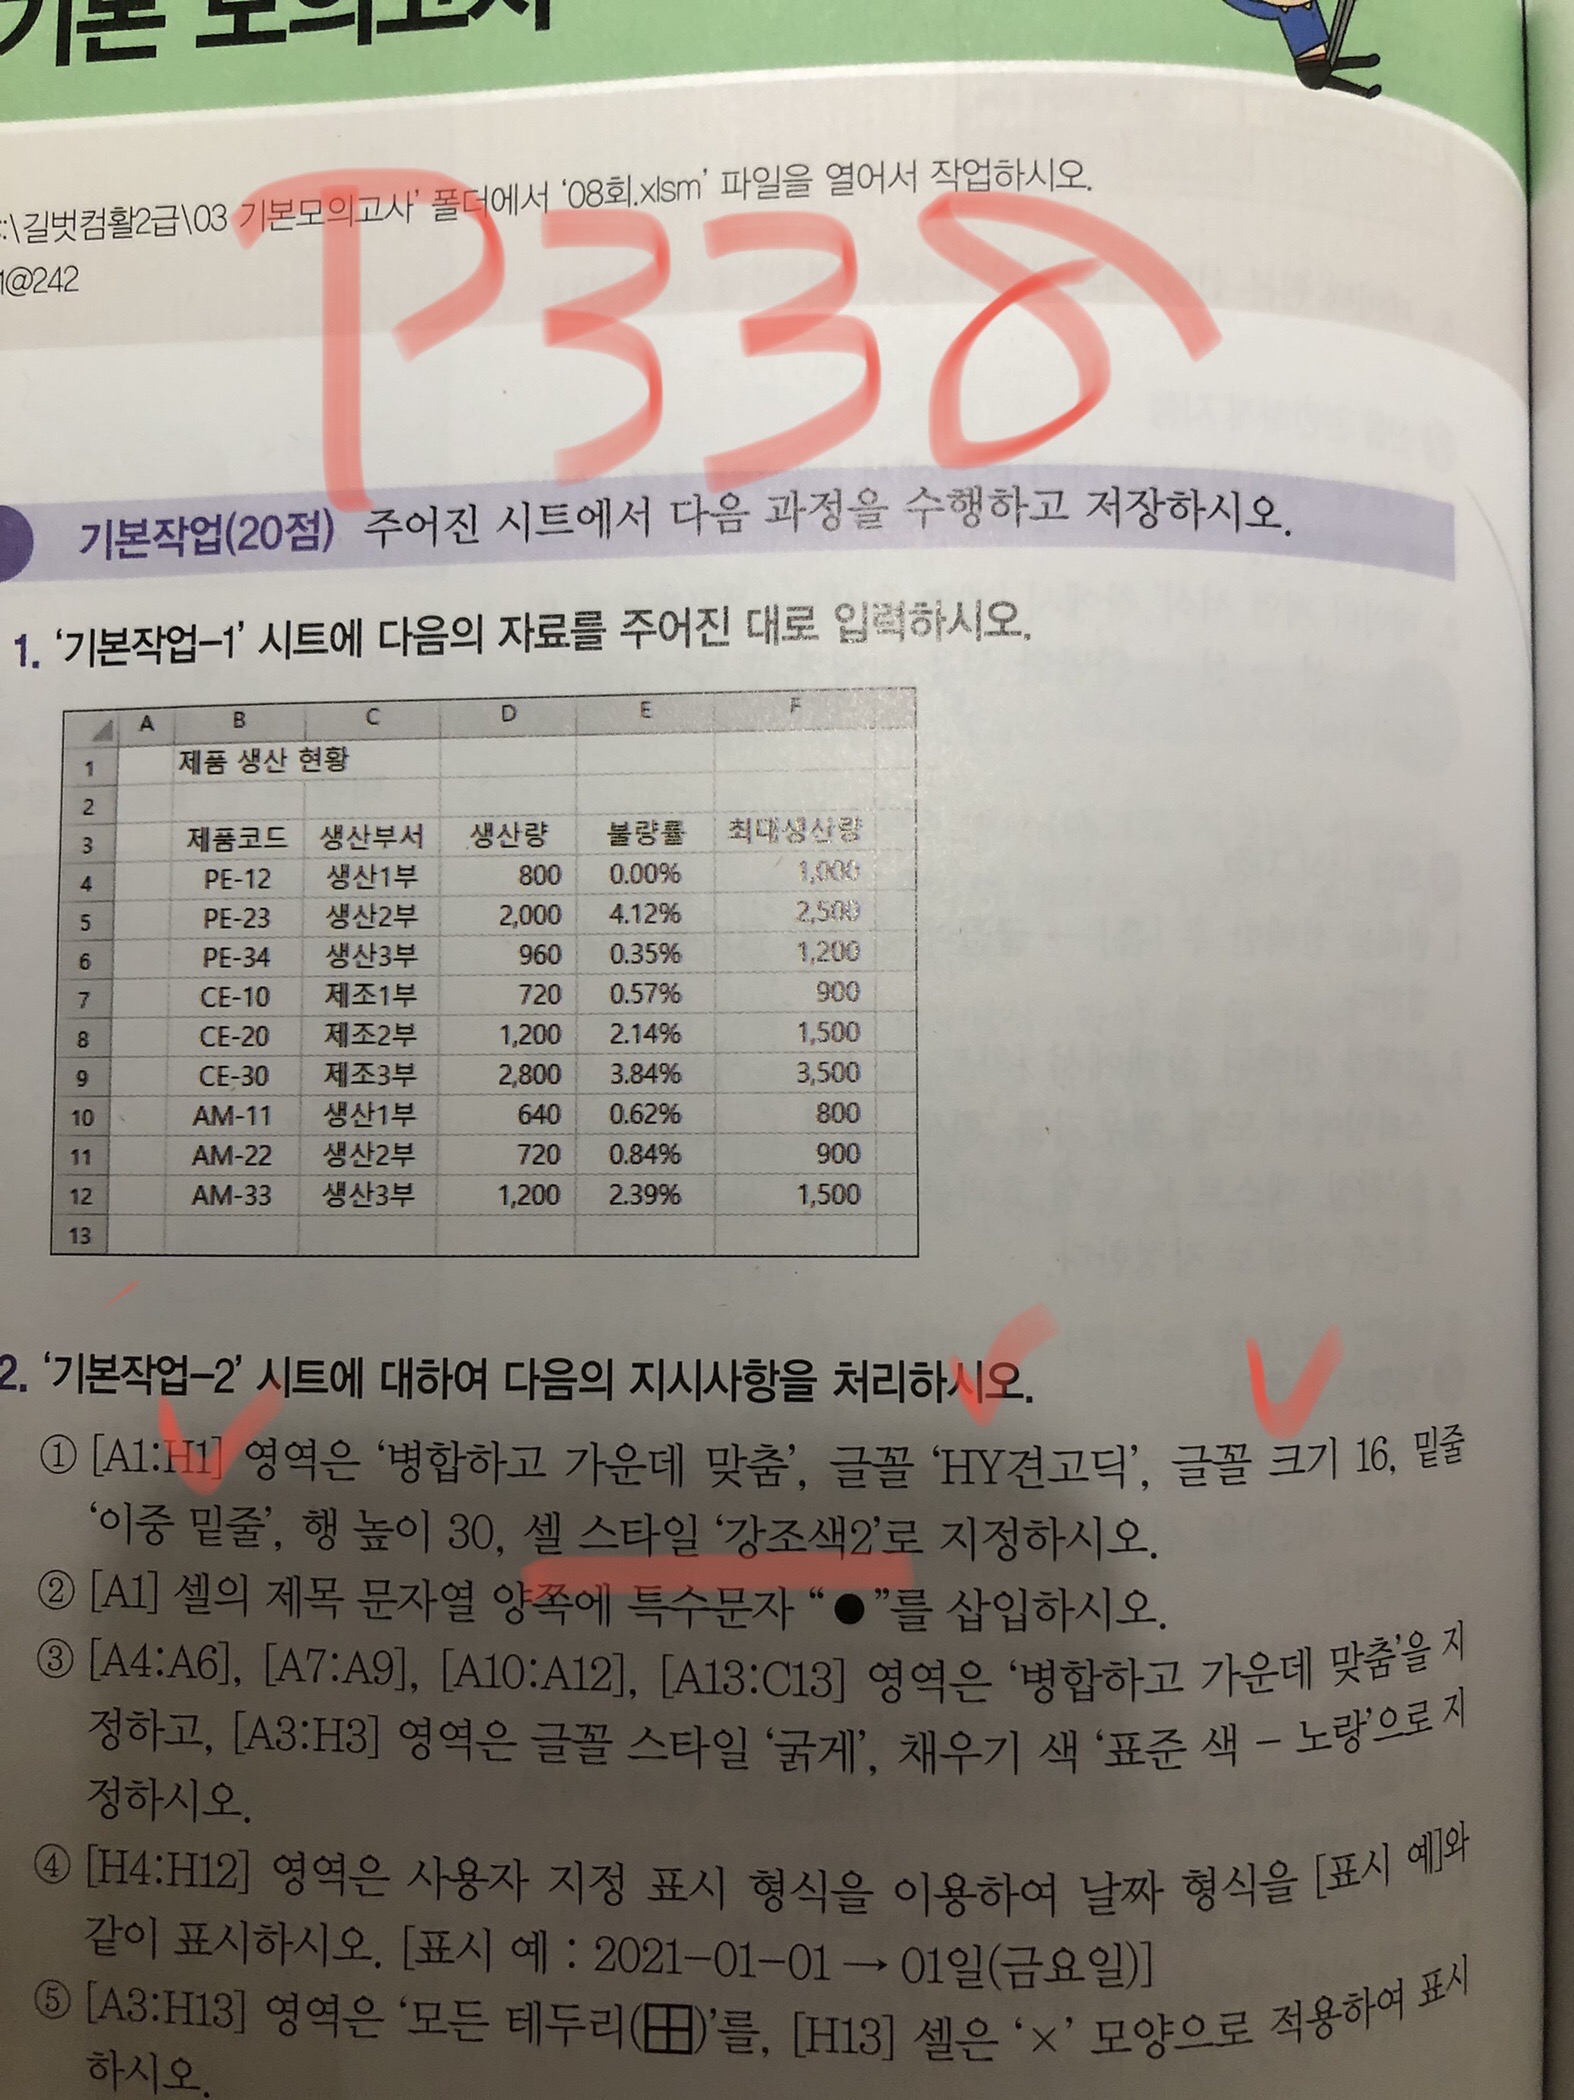 기본 모의고사
:\길벗컴활2급\03 기본모의고사’ 폴더에서 ‘08회.xlsm’ 파일을 열어서 작업하시오.
@242
P338
기본작업(20점) 주어진 시트에서 다음 과정을 수행하고 저장하시오.
1. ‘기본작업-1’ 시트에 다음의 자료를 주어진 대로 입력하시오.
A B C D E F
1 제품 생산 현황
2
3 제품코드 생산부서 생산량 불량률 최대생산량
4 PE-12 생산1부 800 0.00% 1,000
5 PE-23 생산2부 2,000 4.12% 2,500
6 PE-34 생산3부 960 0.35% 1,200
7 CE-10 제조1부 720 0.57% 900
8 CE-20 제조2부 1,200 2.14% 1,500
9 CE-30 제조3부 2,800 3.84% 3,500
10 AM-11 생산1부 640 0.62% 800
11 AM-22 생산2부 720 0.84% 900
12 AM-33 생산3부 1,200 2.39% 1,500
13
2. ‘기본작업-2’ 시트에 대하여 다음의 지시사항을 처리하시오.
① [A1:H1] 영역은 ‘병합하고 가운데 맞춤’, 글꼴 ‘HY견고딕’, 글꼴 크기 16, 밑줄
‘이중 밑줄’, 행 높이 30, 셀 스타일 ‘강조색2’로 지정하시오.
② [A1] 셀의 제목 문자열 양쪽에 특수문자 “●”를 삽입하시오.
③ [A4:A6], [A7:A9], [A10:A12], [A13:C13] 영역은 ‘병합하고 가운데 맞춤’을 지
정하고, [A3:H3] 영역은 글꼴 스타일 ‘굵게’, 채우기 색 ‘표준 색 - 노랑’으로 지
정하시오.
④ [H4:H12] 영역은 사용자 지정 표시 형식을 이용하여 날짜 형식을 [표시 예]와
같이 표시하시오. [표시 예 : 2021-01-01 → 01일(금요일)]
⑤ [A3:H13] 영역은 ‘모든 테두리(田)’를, [H13] 셀은 ‘×’ 모양으로 적용하여 표시
하시오.